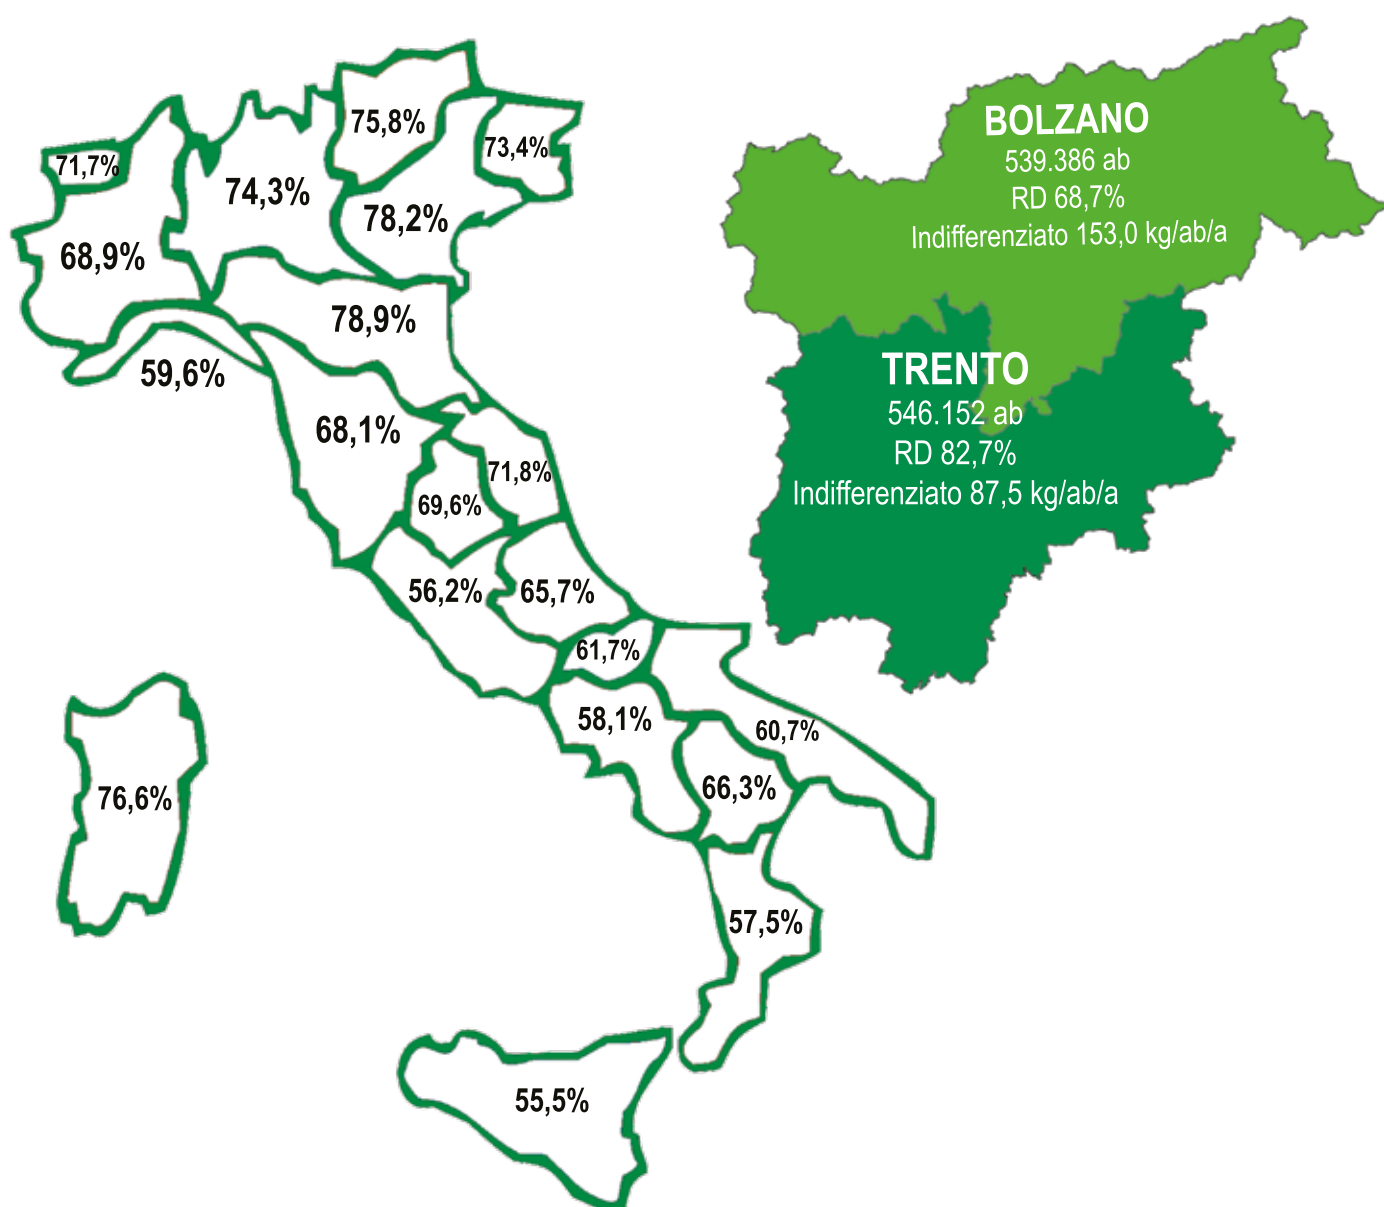 75,8%
73,4%
71,7%
74,3%
78,2%
68,9%
78,9%
59,6%
68,1%
71,8%
69,6%
56,2%
65,7%
61,7%
58,1%
60,7%
66,3%
76,6%
57,5%
55,5%
BOLZANO
539.386 ab
RD 68,7%
Indifferenziato 153,0 kg/ab/a
TRENTO
546.152 ab
RD 82,7%
Indifferenziato 87,5 kg/ab/a